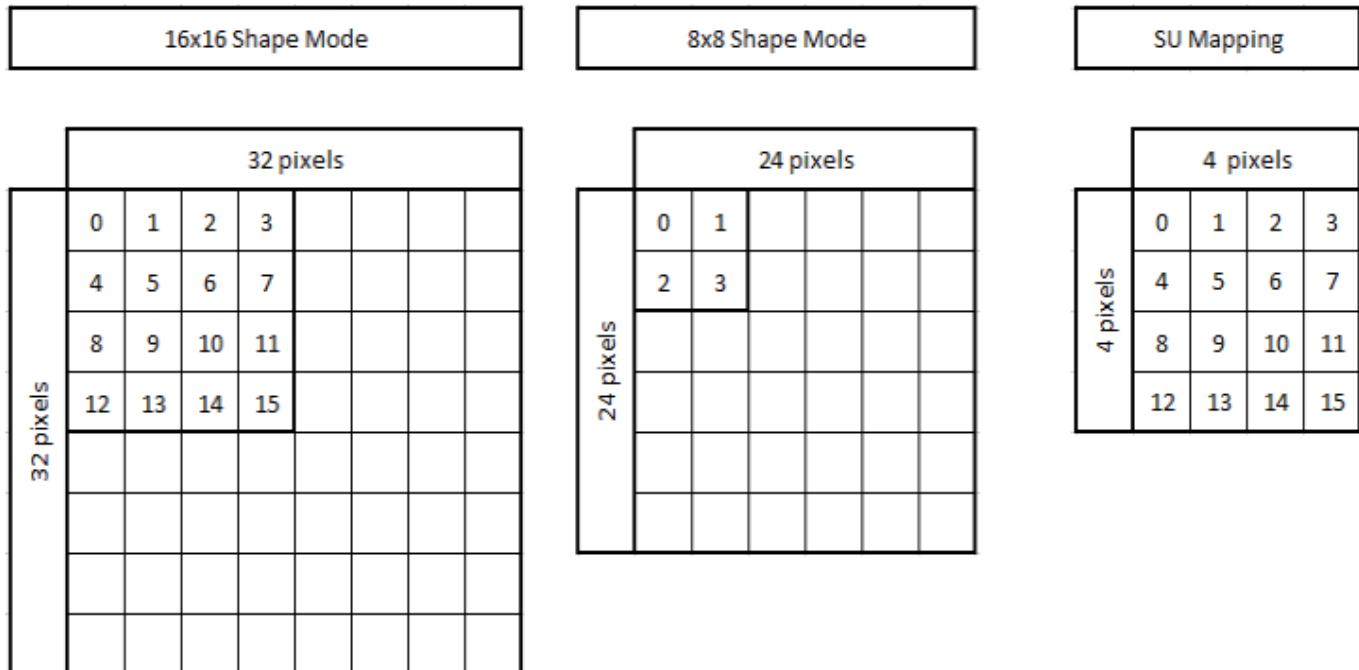 16x16 Shape Mode 8x8 Shape Mode SU Mapping
32 pixels 24 pixels 4 pixels
0 1 2 3 0 1 0 1 2 3
4 5 6 7 2 3 4 5 6 7
8 9 10 11 8 9 10 11
12 13 14 15 12 13 14 15
32 pixels
24 pixels
4 pixels